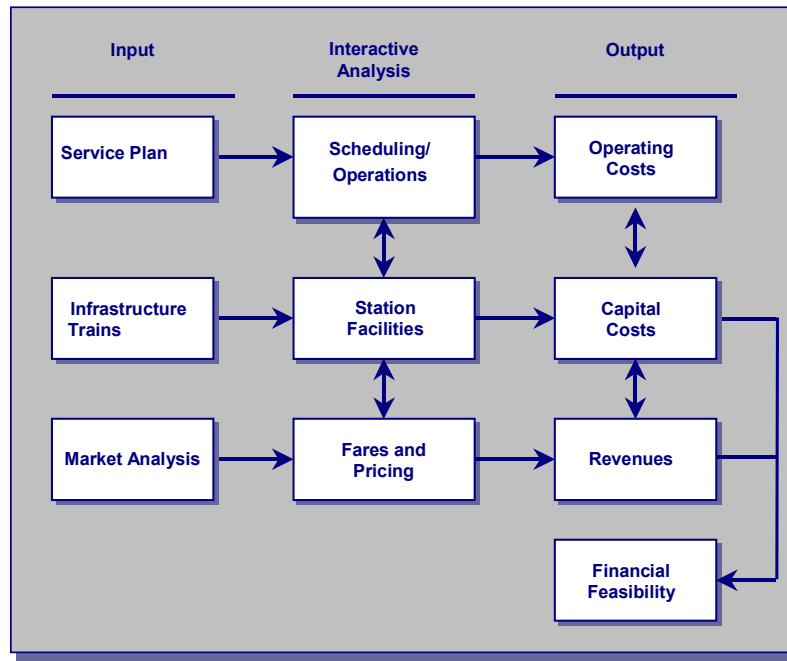 Input
Interactive
Analysis
Output
Service Plan
Scheduling/
Operations
Operating
Costs
Infrastructure
Trains
Station
Facilities
Capital
Costs
Market Analysis
Fares and
Pricing
Revenues
Financial
Feasibility